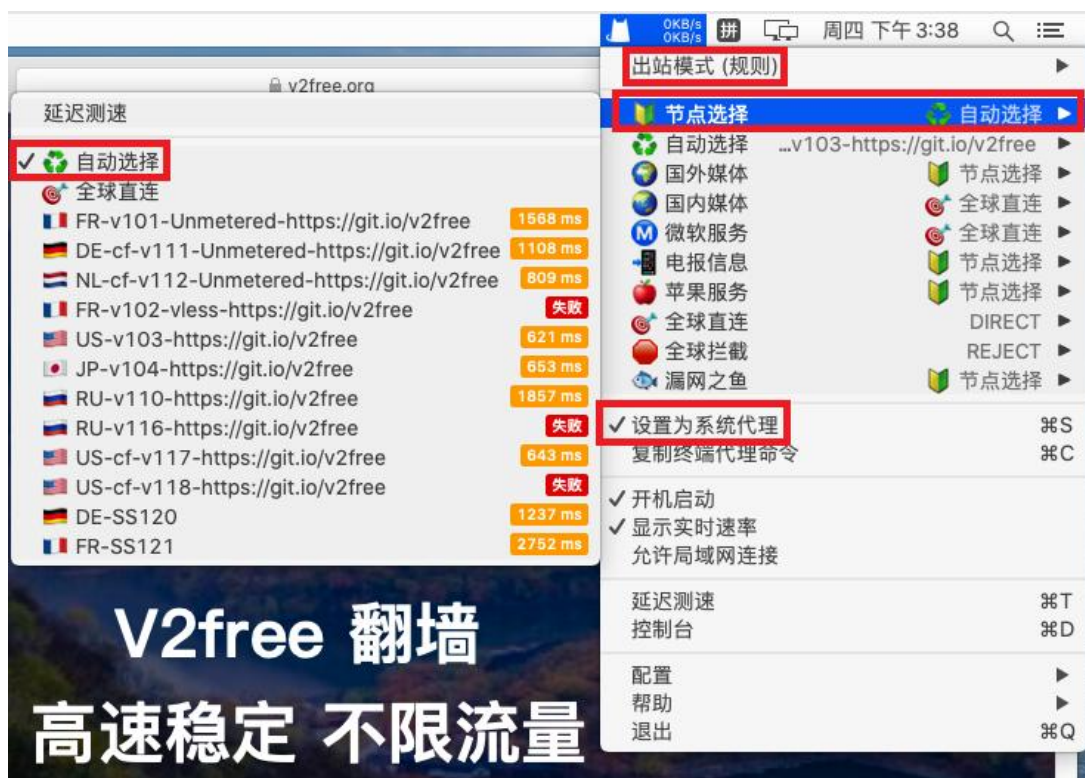 0KB/s
0KB/s
拼
周四 下午 3:38
v2free.org
延迟测速
✓ 自动选择
全球直连
FR-v101-Unmetered-https://git.io/v2free 1568 ms
DE-cf-v111-Unmetered-https://git.io/v2free 1108 ms
NL-cf-v112-Unmetered-https://git.io/v2free 809 ms
FR-v102-vless-https://git.io/v2free 失败
US-v103-https://git.io/v2free 621 ms
JP-v104-https://git.io/v2free 653 ms
RU-v110-https://git.io/v2free 1857 ms
RU-v116-https://git.io/v2free 失败
US-cf-v117-https://git.io/v2free 643 ms
US-cf-v118-https://git.io/v2free 失败
DE-SS120 1237 ms
FR-SS121 2752 ms
出站模式 (规则)
节点选择 自动选择
自动选择 ...v103-https://git.io/v2free
国外媒体 节点选择
国内媒体 全球直连
M 微软服务 全球直连
电报信息 节点选择
苹果服务 节点选择
全球直连 DIRECT
全球拦截 REJECT
漏网之鱼 节点选择
✓ 设置为系统代理 ⌘S
复制终端代理命令 ⌘C
✓ 开机启动
✓ 显示实时速率
允许局域网连接
延迟测速 ⌘T
控制台 ⌘D
配置
帮助
退出 ⌘Q
V2free 翻墙
高速稳定 不限流量